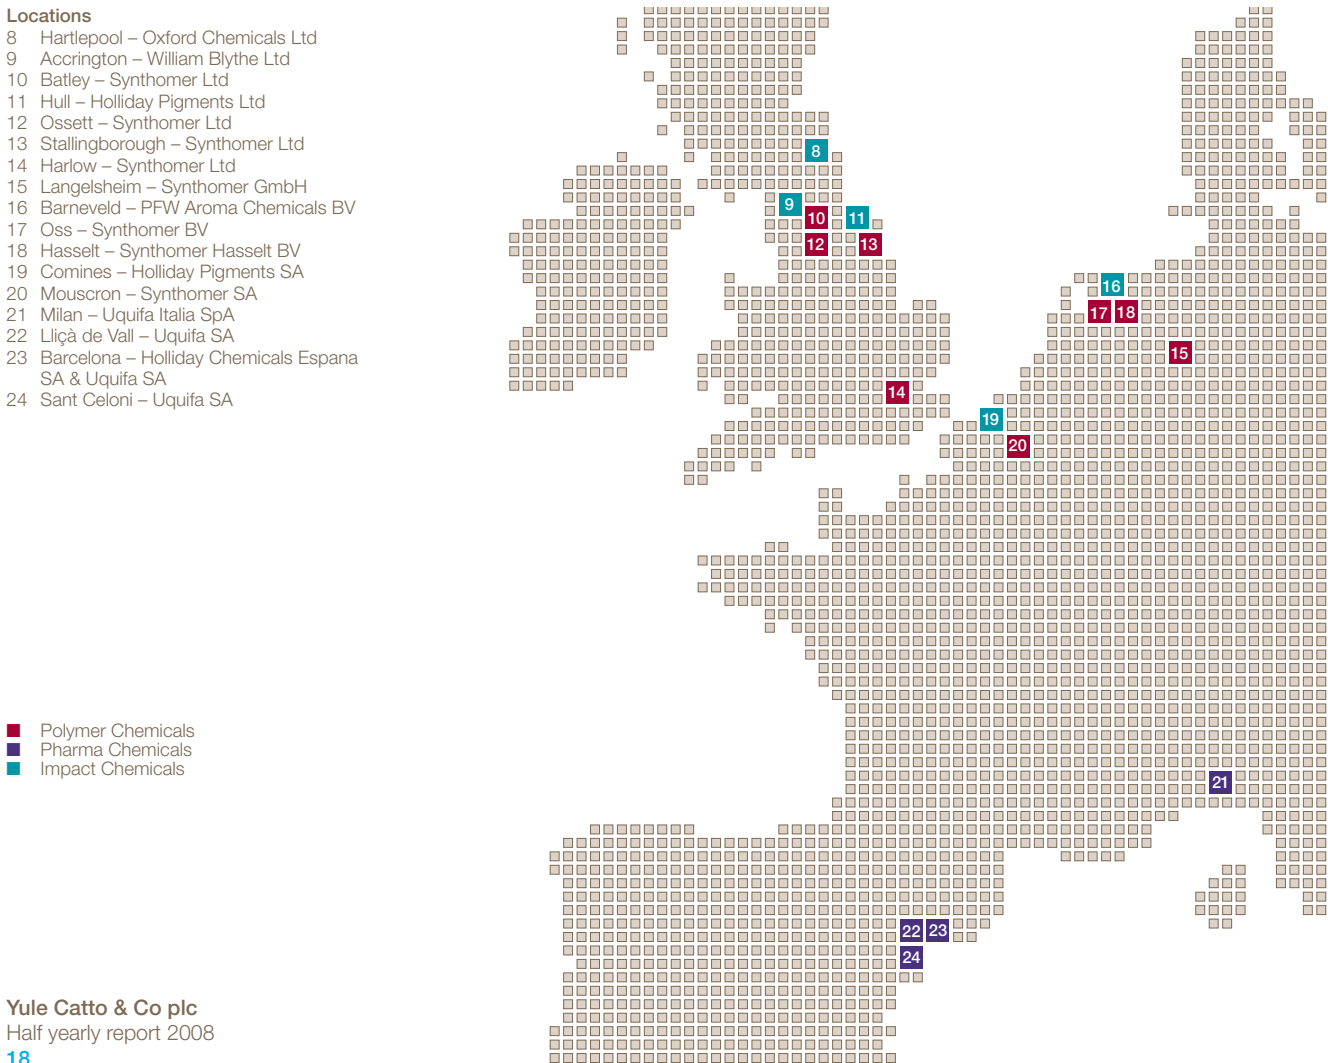 Locations
8 Hartlepool – Oxford Chemicals Ltd
9 Accrington – William Blythe Ltd
10 Batley – Synthomer Ltd
11 Hull – Holliday Pigments Ltd
12 Ossett – Synthomer Ltd
13 Stallingborough – Synthomer Ltd
14 Harlow – Synthomer Ltd
15 Langelsheim – Synthomer GmbH
16 Barneveld – PFW Aroma Chemicals BV
17 Oss – Synthomer BV
18 Hasselt – Synthomer Hasselt BV
19 Comines – Holliday Pigments SA
20 Mouscron – Synthomer SA
21 Milan – Uquifa Italia SpA
22 Lliçà de Vall – Uquifa SA
23 Barcelona – Holliday Chemicals Espana
SA & Uquifa SA
24 Sant Celoni – Uquifa SA
8
9
10
11
12
13
16
17 18
15
14
19
20
21
22 23
24
Polymer Chemicals
Pharma Chemicals
Impact Chemicals
Yule Catto & Co plc
Half yearly report 2008
18